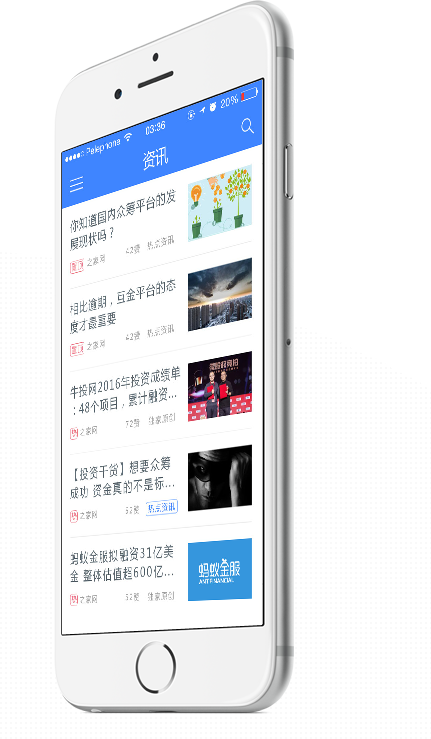 Pelephone 03:36 20%
资讯
你知道国内众筹平台的发
展现状吗？
之家网 42赞 热点资讯
相比逾期，互金平台的态
度才最重要
之家网 42赞 热点资讯
牛投网2016年投资成绩单
：48个项目，累计融资...
热 之家网 72赞 独家原创
【投资干货】想要众筹
成功 资金真的不是标...
热 之家网 52赞 热点资讯
蚂蚁金服拟融资31亿美
金 整体估值超600亿...
蚂蚁金服
ANT FINANCIAL
热 之家网 52赞 独家原创